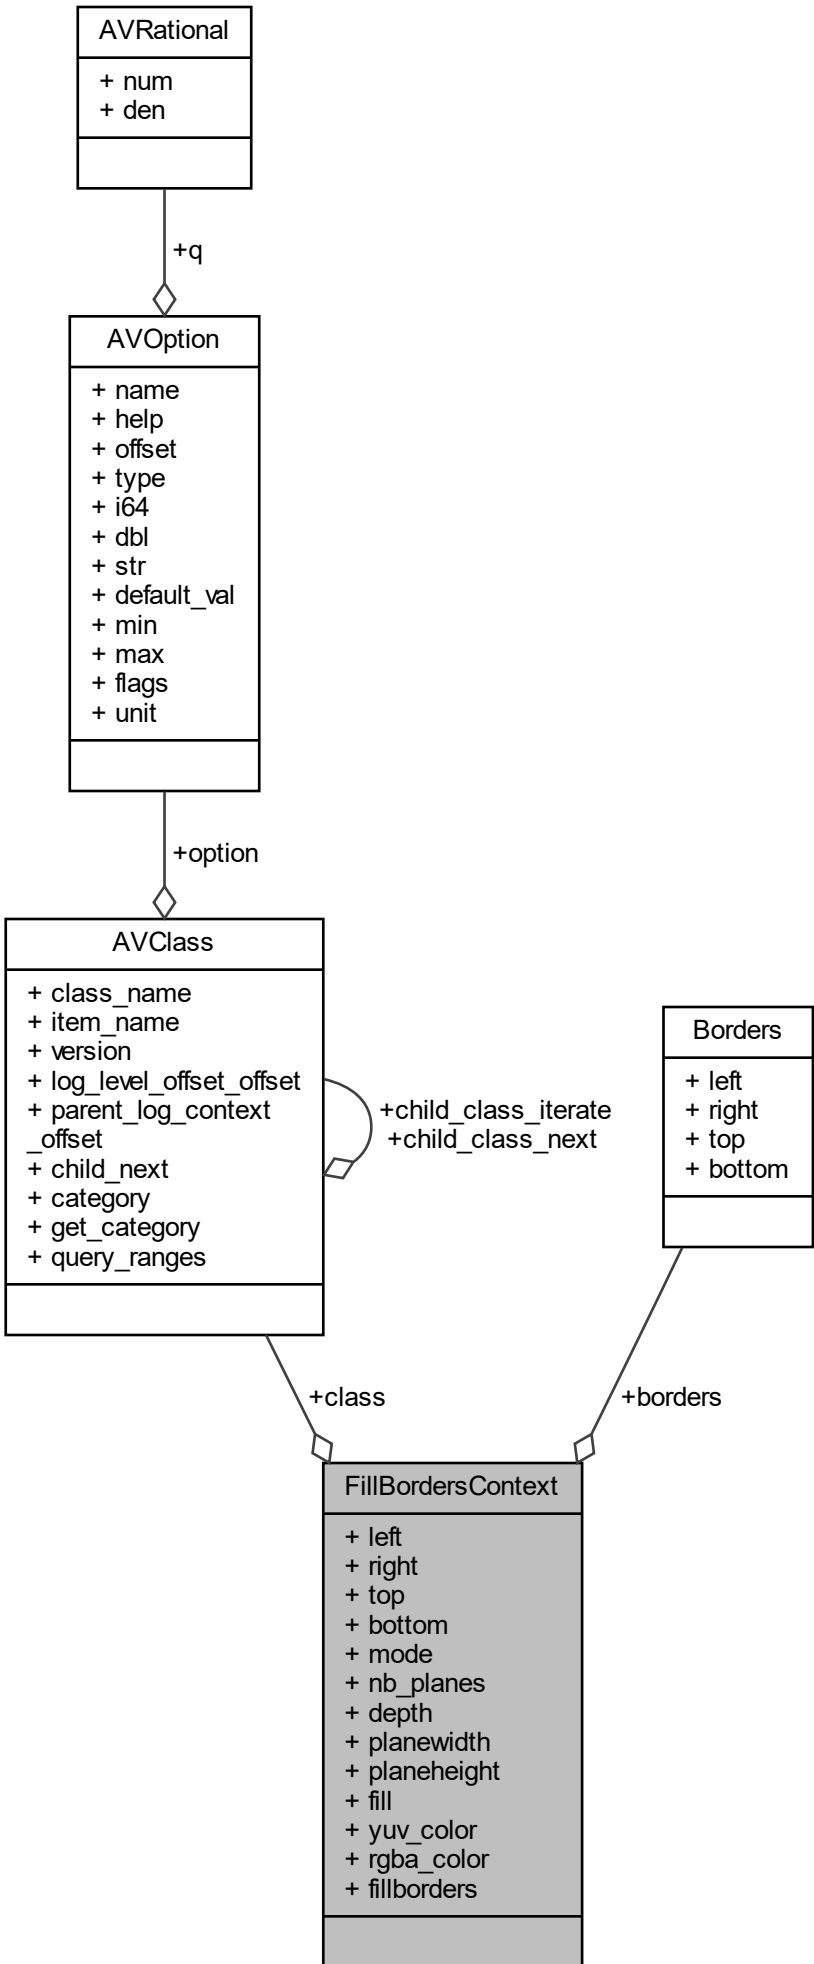 AVRational
+ num
+ den
+q
AVOption
+ name
+ help
+ offset
+ type
+ i64
+ dbl
+ str
+ default_val
+ min
+ max
+ flags
+ unit
+option
AVClass
+ class_name
+ item_name
+ version
+ log_level_offset_offset
+ parent_log_context
_offset
+ child_next
+ category
+ get_category
+ query_ranges
+child_class_iterate
+child_class_next
Borders
+ left
+ right
+ top
+ bottom
+class
+borders
FillBordersContext
+ left
+ right
+ top
+ bottom
+ mode
+ nb_planes
+ depth
+ planewidth
+ planeheight
+ fill
+ yuv_color
+ rgba_color
+ fillborders